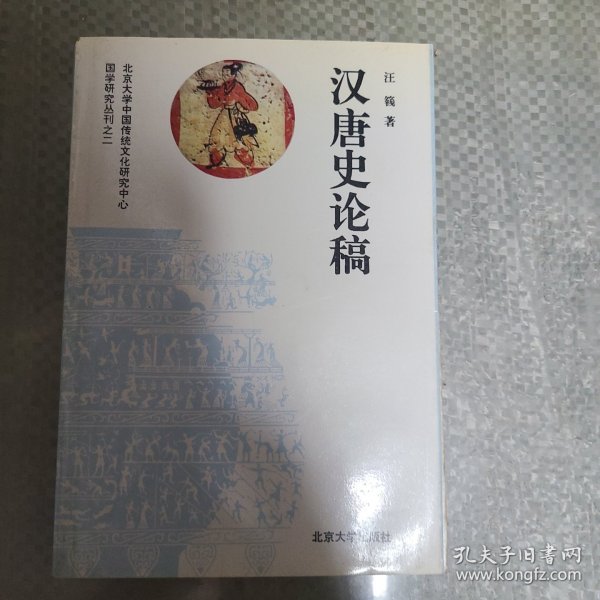 汉唐史论稿
汪篯 著
北京大学中国传统文化研究中心
国学研究丛刊之二
北京大学出版社
孔夫子旧书网
www.kongfz.com